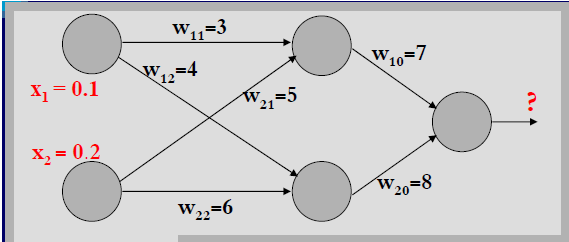 w11=3
w12=4
w10=7
x1 = 0.1
w21=5
?
x2 = 0.2
w22=6
w20=8